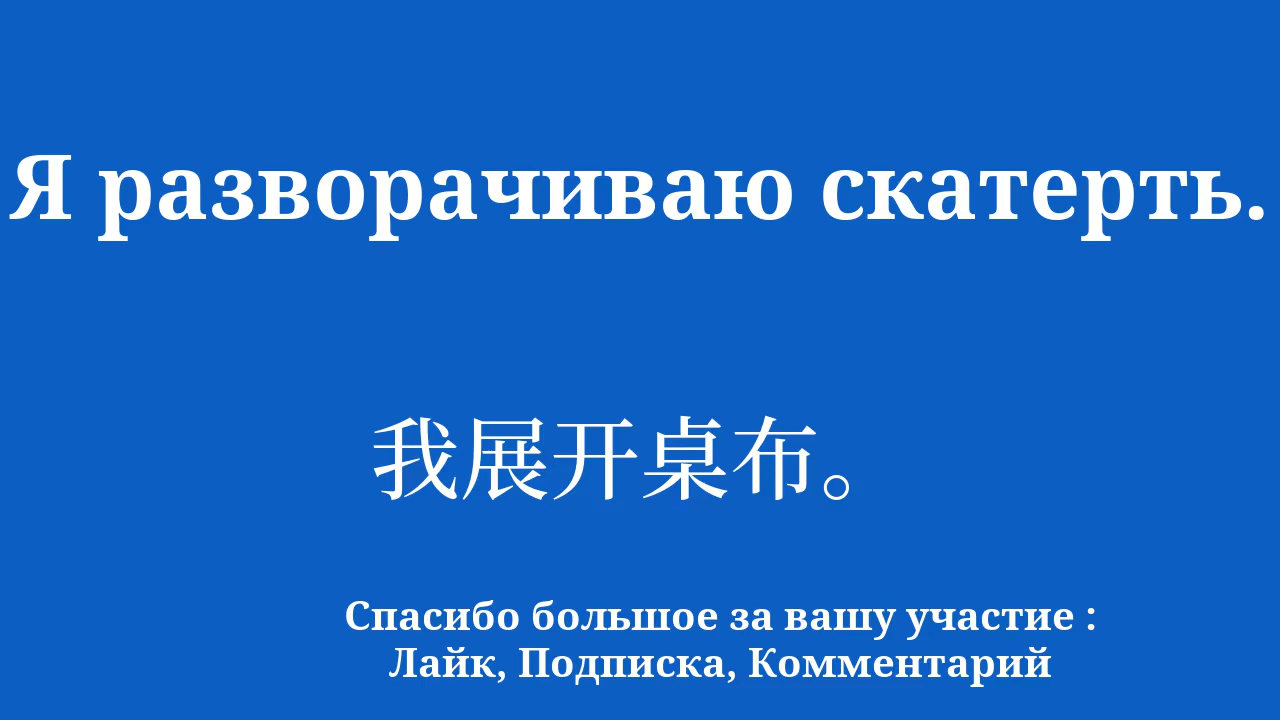 Я разворачиваю скатерть.
我展开桌布。
Спасибо большое за вашу участие :
Лайк, Подписка, Комментарий